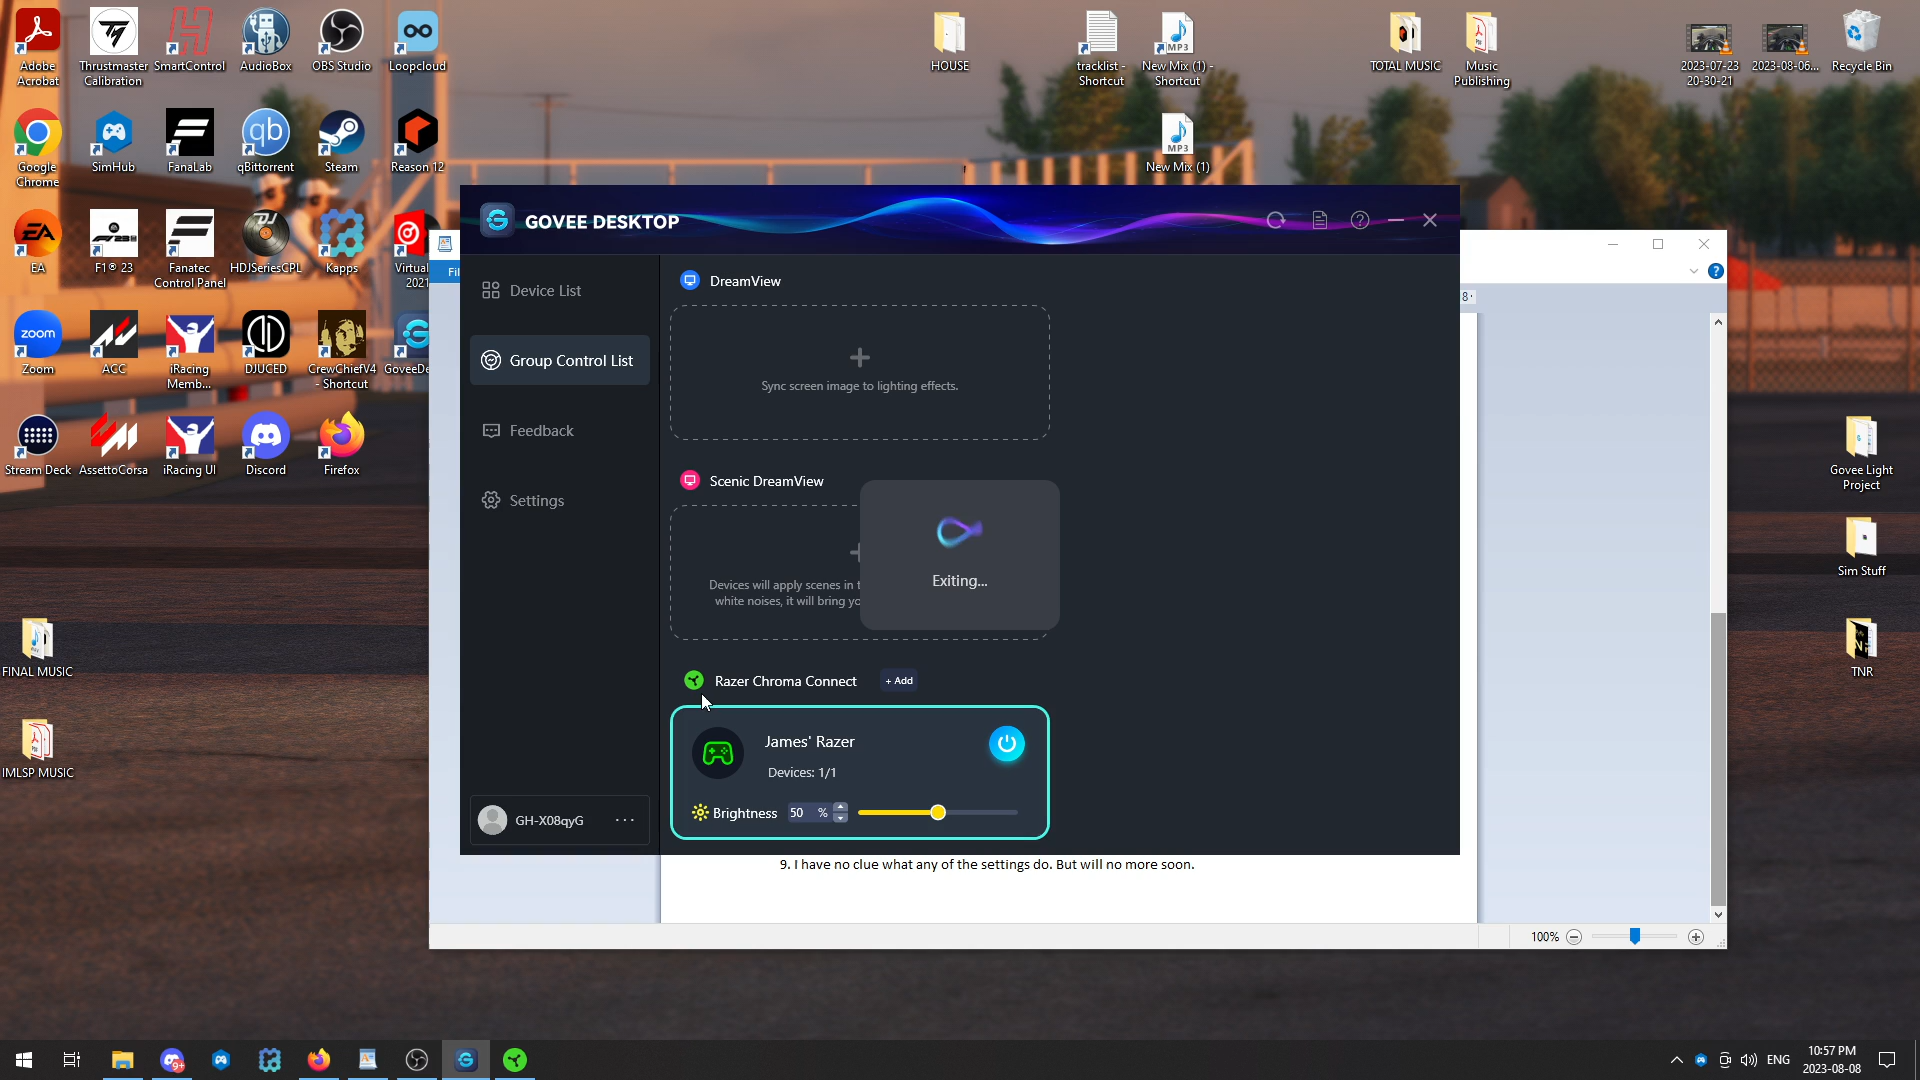 Adobe
Acrobat
Thrustmaster
Calibration
SmartControl
AudioBox
OBS Studio
Loopcloud
HOUSE
tracklist -
Shortcut
New Mix (1) -
Shortcut
MP3
TOTAL MUSIC
Music
Publishing
2023-07-23
20-30-21
2023-08-06...
Recycle Bin
Google
Chrome
SimHub
FanaLab
qBittorrent
Steam
Reason 12
MP3
New Mix (1)
EA
F1® 23
Fanatec
Control Panel
HDJSeriesCPL
Kapps
Virtual
2021
Zoom
ACC
iRacing
Memb...
DJUCED
CrewChiefV4
- Shortcut
GoveeDe
Stream Deck
AssettoCorsa
iRacing UI
Discord
Firefox
FINAL MUSIC
IMLSP MUSIC
Govee Light
Project
Sim Stuff
TNR
Fil
8
GOVEE DESKTOP
Device List
Group Control List
Feedback
Settings
GH-X08qyG
DreamView
Sync screen image to lighting effects.
Scenic DreamView
Devices will apply scenes in
white noises, it will bring
Exiting...
Razer Chroma Connect
+ Add
James' Razer
Devices: 1/1
Brightness 50 %
9. I have no clue what any of the settings do. But will no more soon.
100%
9+
ENG
10:57 PM
2023-08-08